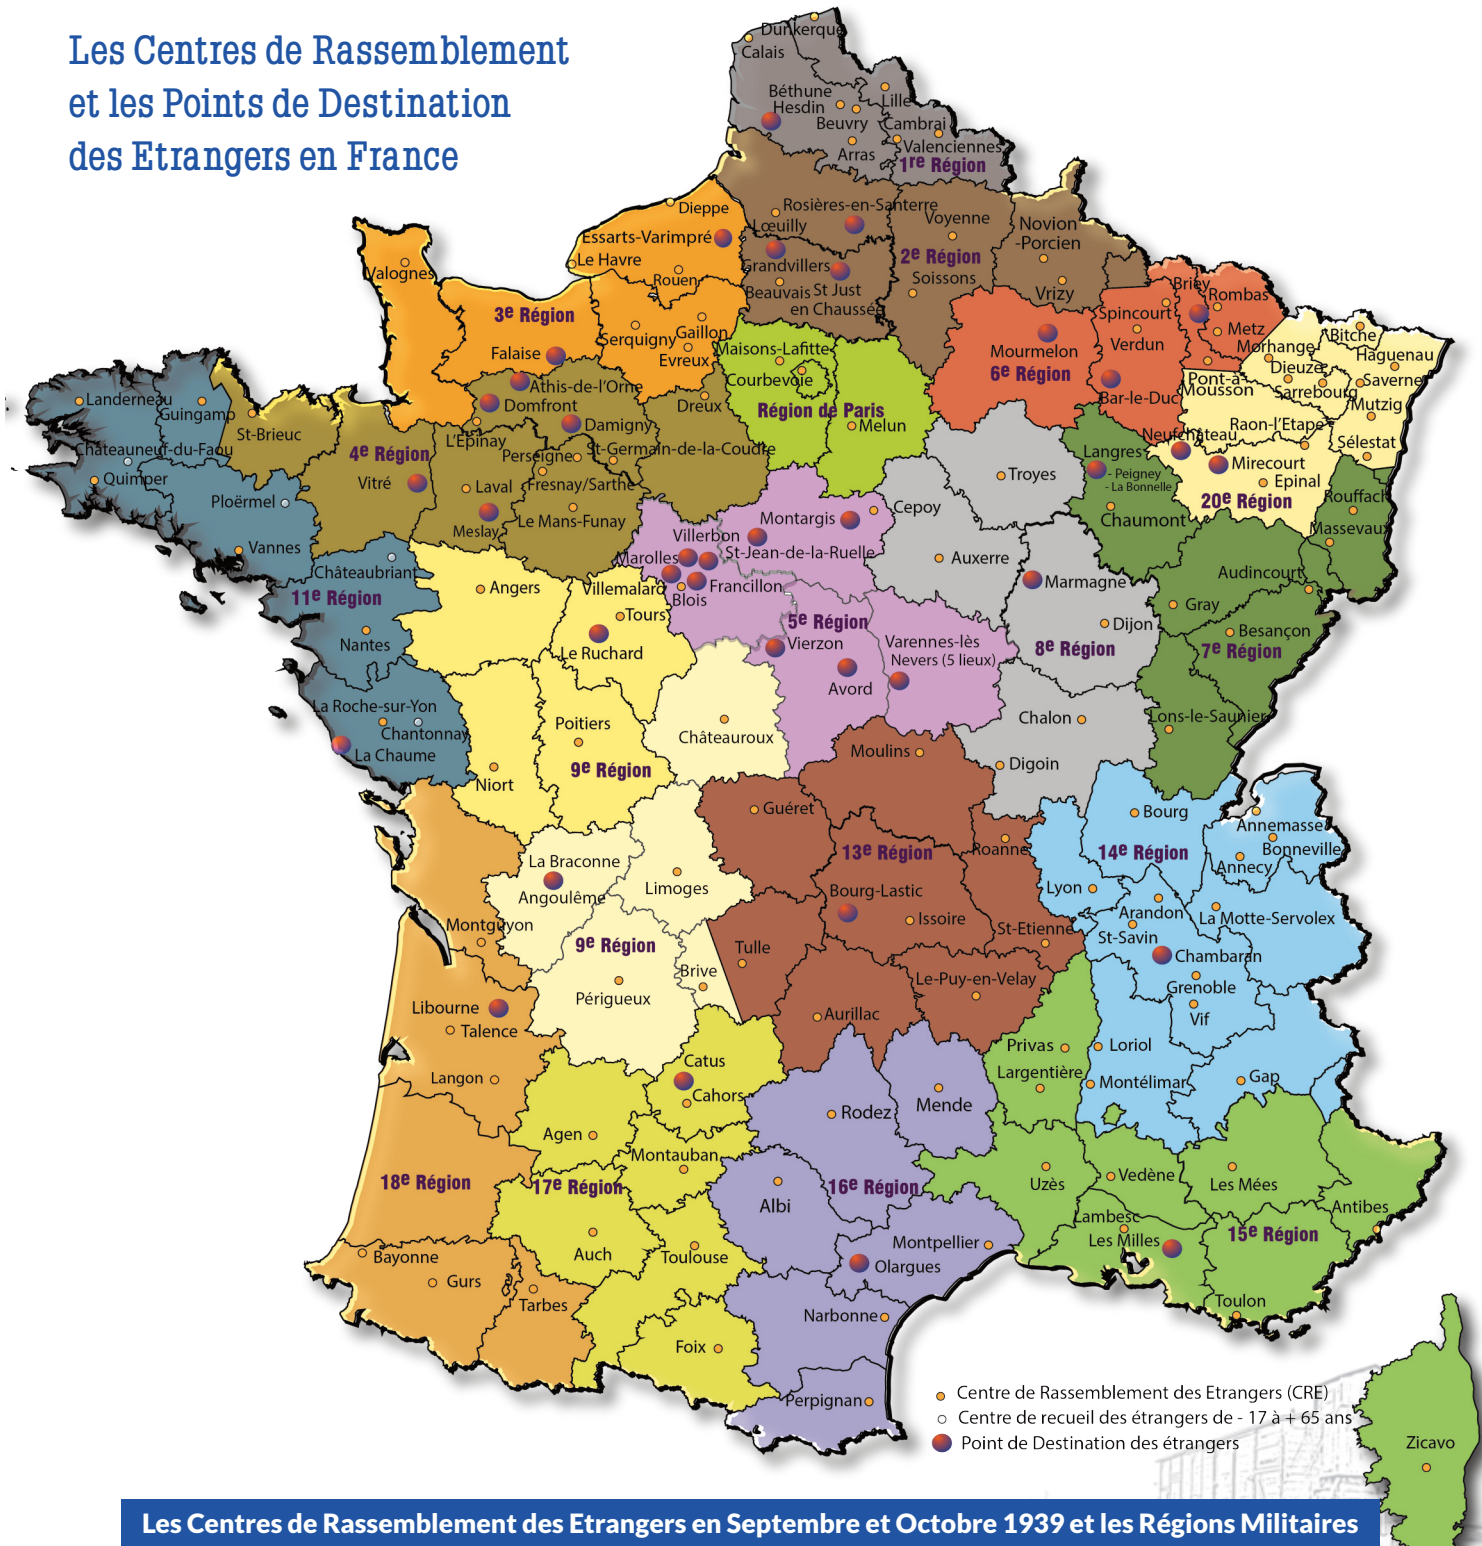 Les Centres de Rassemblement
et les Points de Destination
des Etrangers en France
Dunkerque
Calais
Béthune
Hesdin
Lille
Beuvry
Cambrai
Arras
Valenciennes
1re Région
Dieppe
Rosières-en-Santerre
Lœuilly
Voyenne
Novion
-Porcien
Essarts-Varimpré
Le Havre
Rouen
Grandvillers
2e Région
Soissons
Beauvais
St Just
en Chaussée
Vrizy
Valognes
3e Région
Serquigny
Gaillon
Evreux
Falaise
Briey
Rombas
Spincourt
Metz
Verdun
Mourmelon
6e Région
Bar-le-Duc
Pont-à-
Mousson
Morhange
Bitche
Haguenau
Dieuze
Saverne
Sarrebourg
Mutzig
Maisons-Lafitte
Courbevoie
Région de Paris
Melun
Athis-de-l'Orne
Domfront
Damigny
Dreux
Landerneau
Guingamp
St-Brieuc
Châteauneuf-du-Faou
Quimper
Ploërmel
Vannes
4e Région
Vitré
L'Epinay
Perseigne
St-Germain-de-la-Coudre
Laval
Fresnay/Sarthe
Meslay
Le Mans-Funay
Raon-l'Etape
Neufchâteau
Sélestat
Mirecourt
Epinal
20e Région
Langres
- Peigney
- La Bonnelle
Chaumont
Rouffach
Massevaux
Troyes
Cepoy
Montargis
Villerbon
St-Jean-de-la-Ruelle
Marolles
Villemalard
Francillon
Blois
Auxerre
Marmagne
Dijon
8e Région
Audincourt
Gray
Besançon
7e Région
Châteaubriant
11e Région
Nantes
Angers
Tours
Le Ruchard
5e Région
Vierzon
Avord
Varennes-lès
Nevers (5 lieux)
La Roche-sur-Yon
Chantonnay
La Chaume
Poitiers
9e Région
Niort
Châteauroux
Moulins
Chalon
Digoin
Lons-le-Saunier
Guéret
13e Région
Roanne
Bourg
14e Région
Annemasse
Bonneville
Annecy
La Braconne
Angoulême
Limoges
Bourg-Lastic
Issoire
Lyon
Arandon
La Motte-Servolex
St-Savin
Chambaran
Grenoble
Vif
Montguyon
9e Région
Périgueux
Brive
Tulle
St-Etienne
Le-Puy-en-Velay
Aurillac
Libourne
Talence
Langon
Catus
Cahors
Privas
Largentière
Loriol
Montélimar
Gap
Rodez
Mende
Agen
Montauban
18e Région
17e Région
Albi
16e Région
Uzès
Vedène
Les Mées
Antibes
Lambesc
Les Milles
15e Région
Auch
Toulouse
Montpellier
Olargues
Bayonne
Gurs
Tarbes
Narbonne
Toulon
Foix
Perpignan
Centre de Rassemblement des Etrangers (CRE)
Centre de recueil des étrangers de - 17 à + 65 ans
Point de Destination des étrangers
Zicavo
Les Centres de Rassemblement des Etrangers en Septembre et Octobre 1939 et les Régions Militaires